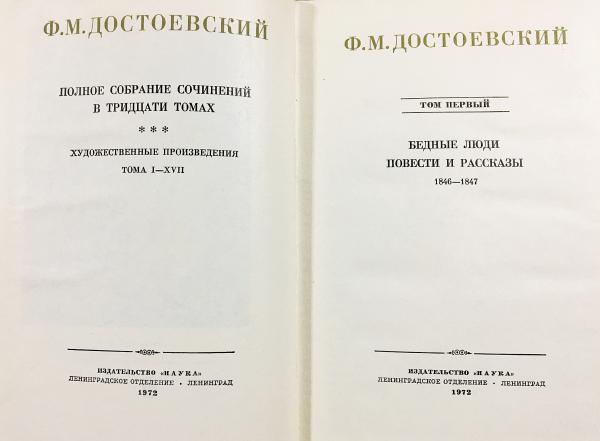 Ф.М.ДОСТОЕВСКИЙ
ПОЛНОЕ СОБРАНИЕ СОЧИНЕНИЙ
В ТРИДЦАТИ ТОМАХ
* * *
ХУДОЖЕСТВЕННЫЕ ПРОИЗВЕДЕНИЯ
ТОМА I—XVII
ИЗДАТЕЛЬСТВО «НАУКА»
ЛЕНИНГРАДСКОЕ ОТДЕЛЕНИЕ · ЛЕНИНГРАД
1972
Ф.М.ДОСТОЕВСКИЙ
ТОМ ПЕРВЫЙ
БЕДНЫЕ ЛЮДИ
ПОВЕСТИ И РАССКАЗЫ
1846—1847
ИЗДАТЕЛЬСТВО «НАУКА»
ЛЕНИНГРАДСКОЕ ОТДЕЛЕНИЕ · ЛЕНИНГРАД
1972